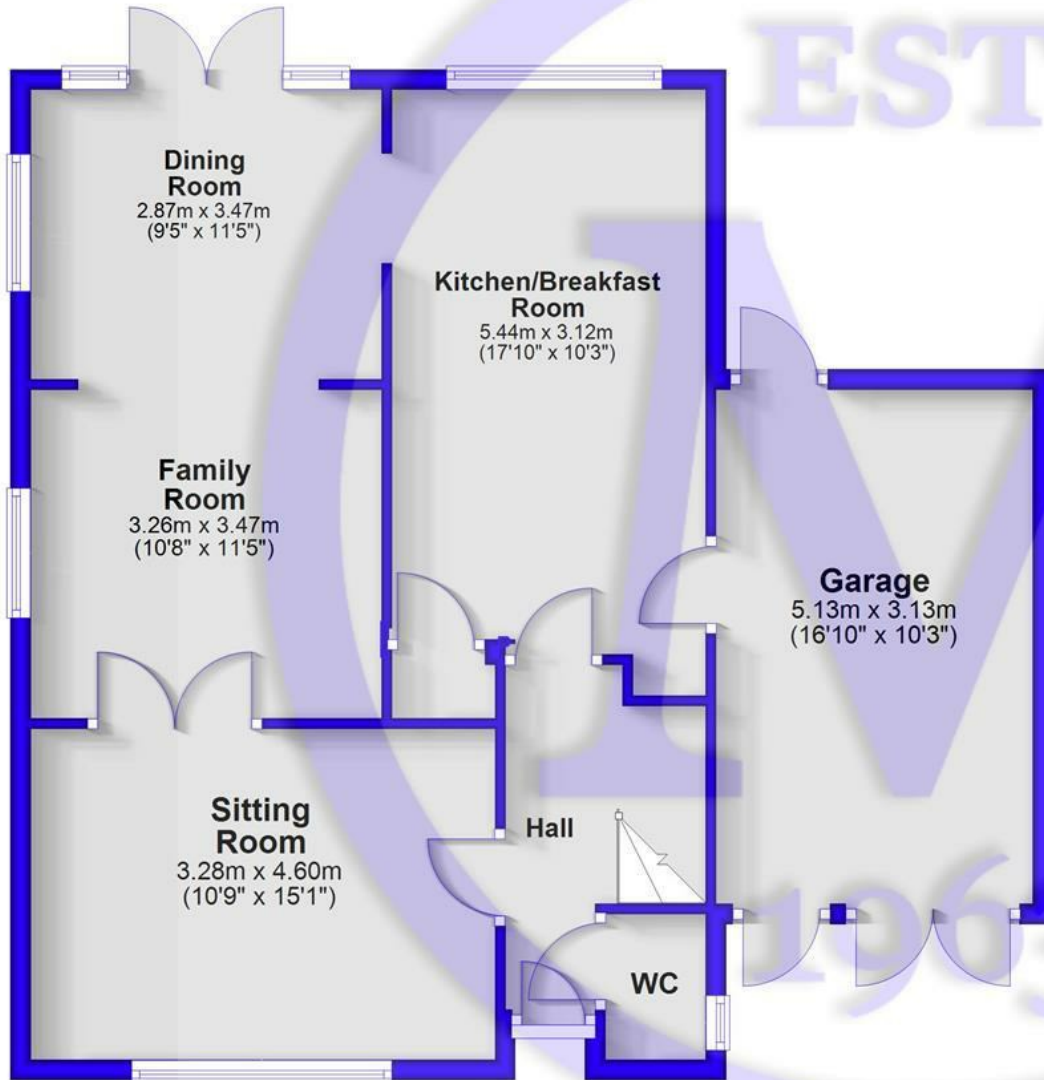 EST
Dining
Room
2.87m x 3.47m
(9'5" x 11'5")
Kitchen/Breakfast
Room
5.44m x 3.12m
(17'10" x 10'3")
Family
Room
3.26m x 3.47m
(10'8" x 11'5")
Garage
5.13m x 3.13m
(16'10" x 10'3")
Sitting
Room
3.28m x 4.60m
(10'9" x 15'1")
Hall
WC
M
196